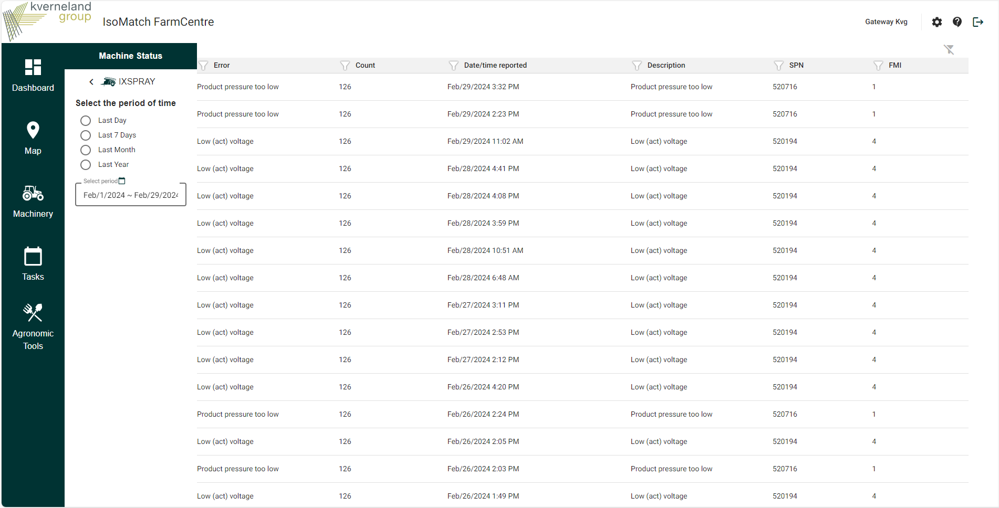 kverneland
group
IsoMatch FarmCentre
Gateway Kvg
Machine Status
IXSPRAY
Select the period of time
Last Day
Last 7 Days
Last Month
Last Year
Select period
Feb/1/2024 ~ Feb/29/2024
Dashboard
Map
Machinery
Tasks
Agronomic
Tools
Error Count Date/time reported Description SPN FMI
Product pressure too low 126 Feb/29/2024 3:32 PM Product pressure too low 520716 1
Product pressure too low 126 Feb/29/2024 2:23 PM Product pressure too low 520716 1
Low (act) voltage 126 Feb/29/2024 11:02 AM Low (act) voltage 520194 4
Low (act) voltage 126 Feb/28/2024 4:41 PM Low (act) voltage 520194 4
Low (act) voltage 126 Feb/28/2024 4:08 PM Low (act) voltage 520194 4
Low (act) voltage 126 Feb/28/2024 3:59 PM Low (act) voltage 520194 4
Low (act) voltage 126 Feb/28/2024 10:51 AM Low (act) voltage 520194 4
Low (act) voltage 126 Feb/28/2024 6:48 AM Low (act) voltage 520194 4
Low (act) voltage 126 Feb/27/2024 3:11 PM Low (act) voltage 520194 4
Low (act) voltage 126 Feb/27/2024 2:53 PM Low (act) voltage 520194 4
Low (act) voltage 126 Feb/27/2024 2:12 PM Low (act) voltage 520194 4
Low (act) voltage 126 Feb/26/2024 4:20 PM Low (act) voltage 520194 4
Product pressure too low 126 Feb/26/2024 2:24 PM Product pressure too low 520716 1
Low (act) voltage 126 Feb/26/2024 2:05 PM Low (act) voltage 520194 4
Product pressure too low 126 Feb/26/2024 2:03 PM Product pressure too low 520716 1
Low (act) voltage 126 Feb/26/2024 1:49 PM Low (act) voltage 520194 4